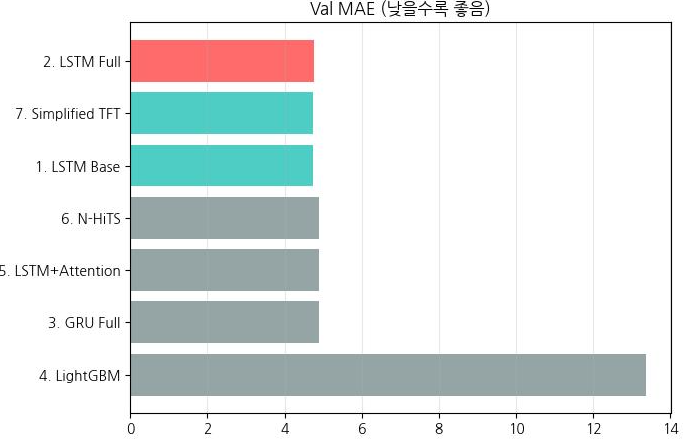 Val MAE (낮을수록 좋음)
2. LSTM Full
7. Simplified TFT
1. LSTM Base
6. N-HiTS
5. LSTM+Attention
3. GRU Full
4. LightGBM
0 2 4 6 8 10 12 14